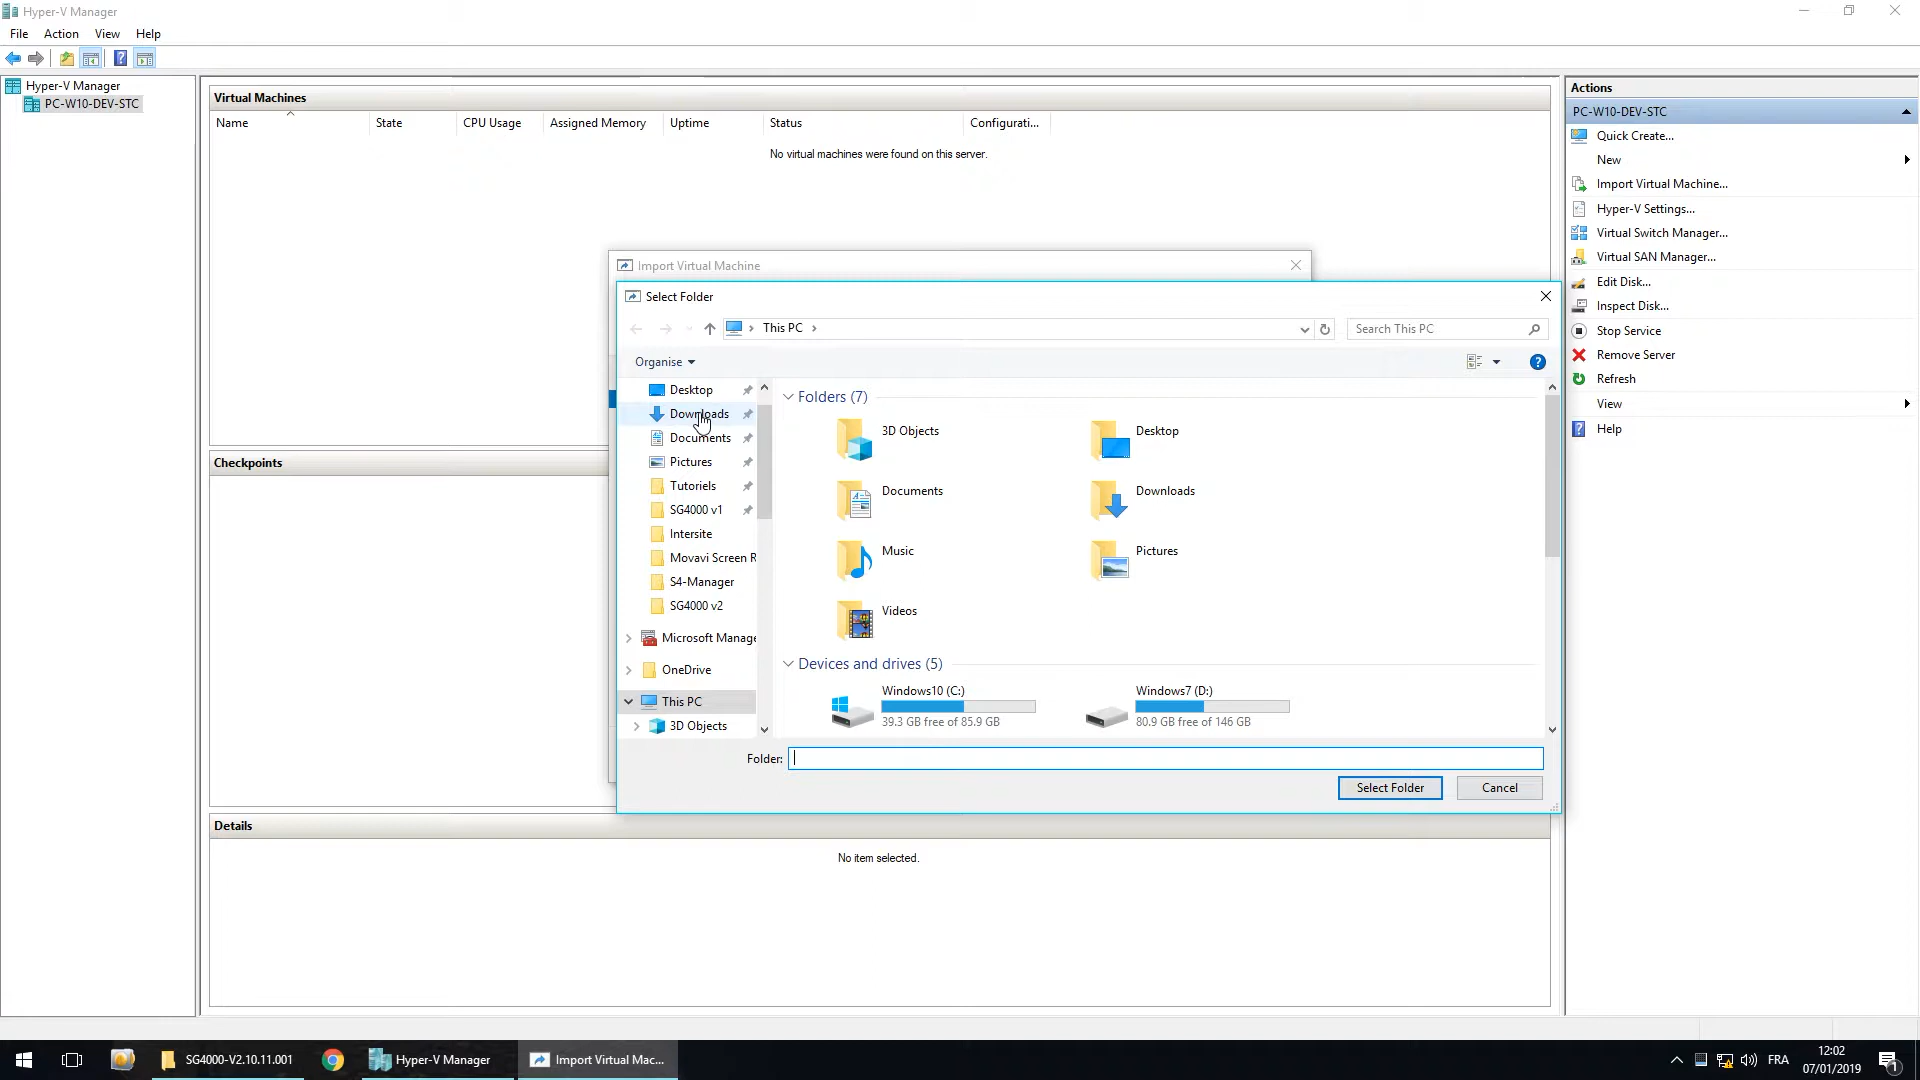 Hyper-V Manager
File Action View Help
Hyper-V Manager
PC-W10-DEV-STC
Virtual Machines
Name State CPU Usage Assigned Memory Uptime Status Configurati...
No virtual machines were found on this server.
Checkpoints
Details
No item selected.
Import Virtual Machine
Select Folder
This PC
Search This PC
Organise
Desktop
Downloads
Documents
Pictures
Tutoriels
SG4000 v1
Intersite
Movavi Screen R
S4-Manager
SG4000 v2
Microsoft Manage
OneDrive
This PC
3D Objects
Folders (7)
3D Objects
Desktop
Documents
Downloads
Music
Pictures
Videos
Devices and drives (5)
Windows10 (C:)
39.3 GB free of 85.9 GB
Windows7 (D:)
80.9 GB free of 146 GB
Folder:
Select Folder
Cancel
Actions
PC-W10-DEV-STC
Quick Create...
New
Import Virtual Machine...
Hyper-V Settings...
Virtual Switch Manager...
Virtual SAN Manager...
Edit Disk...
Inspect Disk...
Stop Service
Remove Server
Refresh
View
Help
SG4000-V2.10.11.001
Hyper-V Manager
Import Virtual Mac...
FRA
12:02
07/01/2019
1